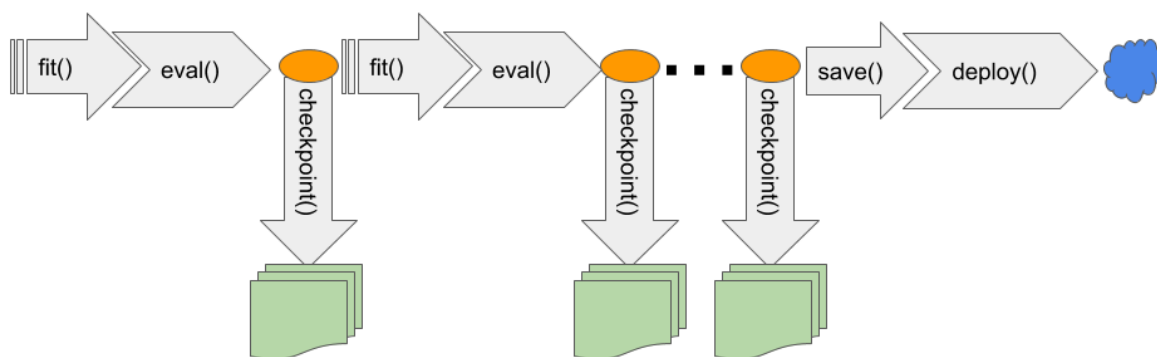 fit()
eval()
checkpoint()
fit()
eval()
checkpoint()
checkpoint()
save()
deploy()